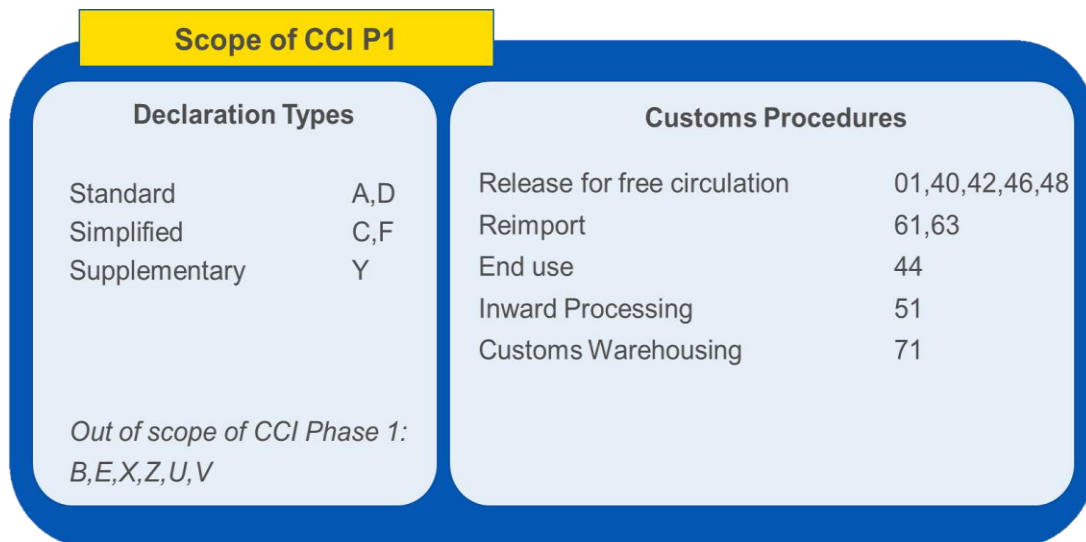 Scope of CCI P1
Declaration Types
Standard A,D
Simplified C,F
Supplementary Y
Out of scope of CCI Phase 1:
B,E,X,Z,U,V
Customs Procedures
Release for free circulation 01,40,42,46,48
Reimport 61,63
End use 44
Inward Processing 51
Customs Warehousing 71